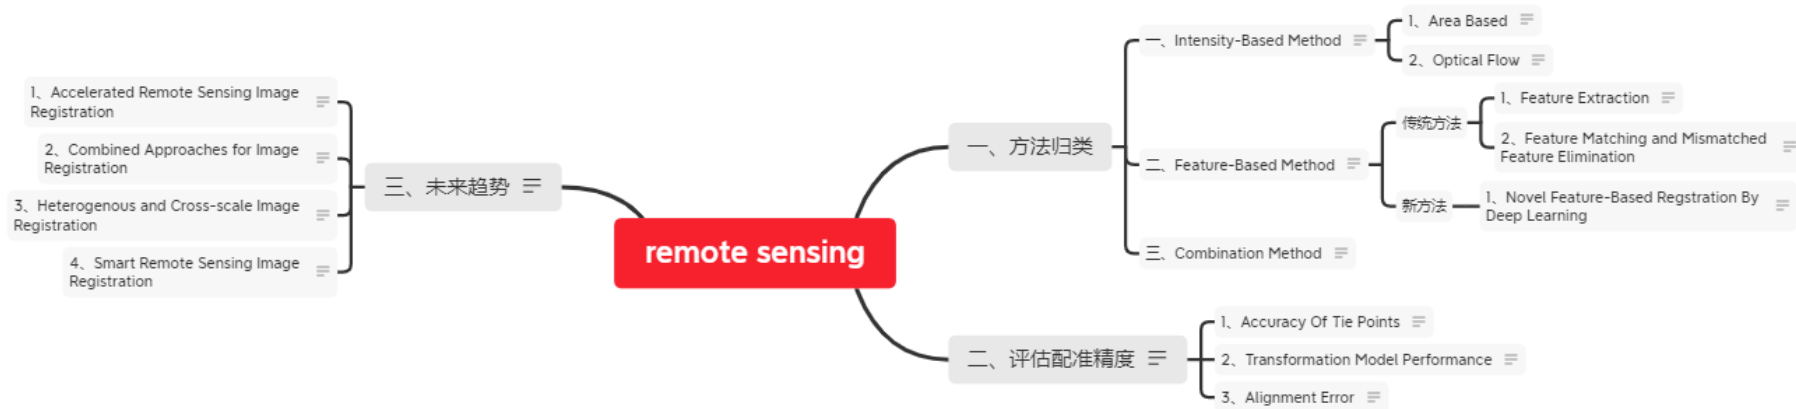 remote sensing
一、方法归类
一、Intensity-Based Method
1、Area Based
2、Optical Flow
二、Feature-Based Method
传统方法
1、Feature Extraction
2、Feature Matching and Mismatched
Feature Elimination
新方法
1、Novel Feature-Based Regstration By
Deep Learning
三、Combination Method
二、评估配准精度
1、Accuracy Of Tie Points
2、Transformation Model Performance
3、Alignment Error
三、未来趋势
1、Accelerated Remote Sensing Image
Registration
2、Combined Approaches for Image
Registration
3、Heterogenous and Cross-scale Image
Registration
4、Smart Remote Sensing Image
Registration